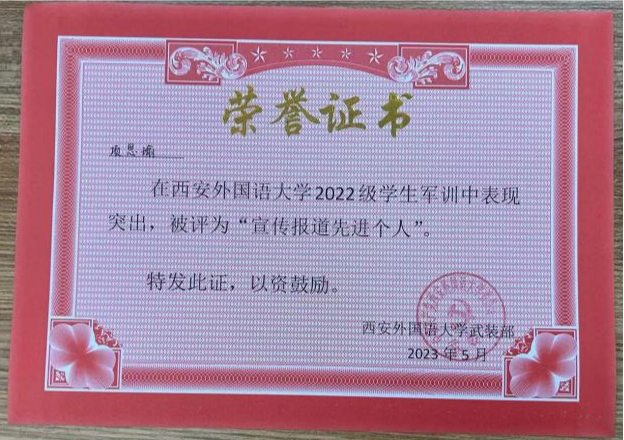 荣誉证书
项思瑜
在西安外国语大学2022级学生军训中表现
突出，被评为“宣传报道先进个人”。
特发此证，以资鼓励。
西安外国语大学武装部
2023年5月